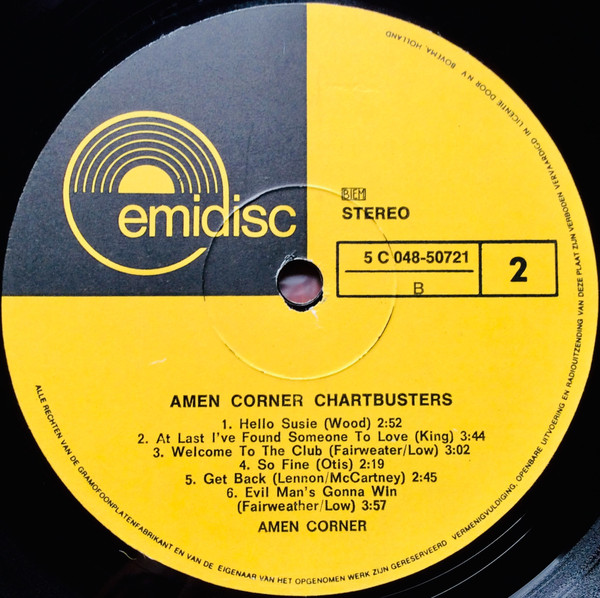 emidisc
BIEM
STEREO
5 C 048-50721
B
2
AMEN CORNER CHARTBUSTERS
1. Hello Susie (Wood) 2:52
2. At Last I've Found Someone To Love (King) 3:44
3. Welcome To The Club (Fairweater/Low) 3:02
4. So Fine (Otis) 2:19
5. Get Back (Lennon/McCartney) 2:45
6. Evil Man's Gonna Win
(Fairweather/Low) 3:57
AMEN CORNER
ALLE RECHTEN VAN DE GRAMOFOONPLATENFABRIKANT EN VAN DE EIGENAAR VAN HET OPGENOMEN WERK ZIJN GERESERVEERD VERMENIGVULDIGING, OPENBARE UITVOERING EN RADIOUITZENDING VAN DEZE PLAAT ZIJN VERBODEN VERVAARDIGD IN LICENTIE DOOR N.V. BOVEMA, HOLLAND